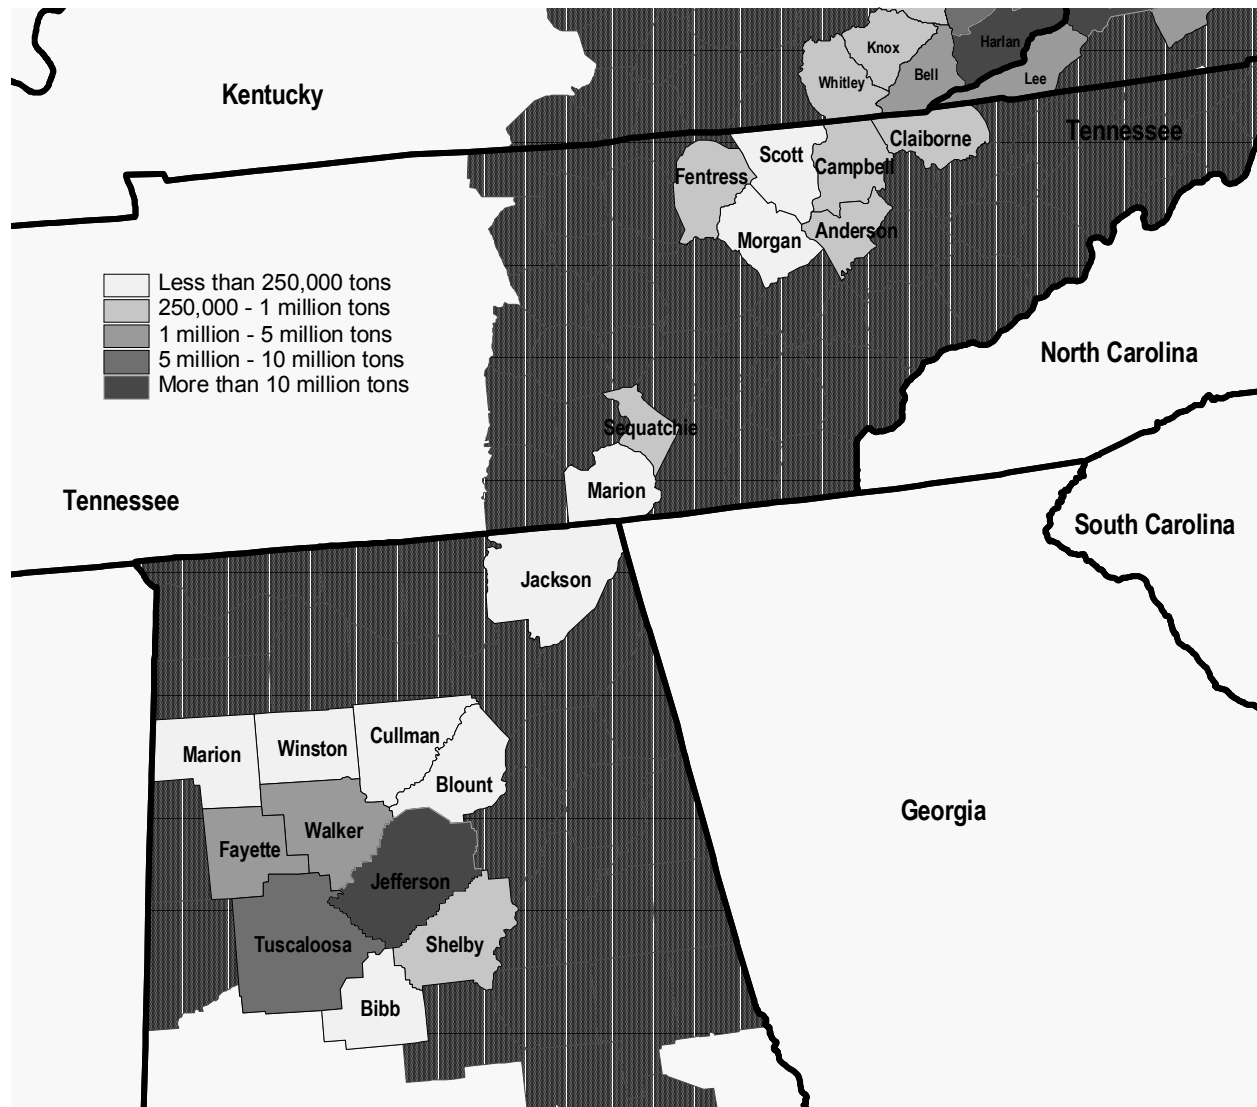 Harlan
Knox
Bell
Lee
Whitley
Kentucky
Tennessee
Claiborne
Scott
Campbell
Fentress
Anderson
Morgan
Less than 250,000 tons
250,000 - 1 million tons
1 million - 5 million tons
5 million - 10 million tons
More than 10 million tons
North Carolina
Sequatchie
Marion
Tennessee
South Carolina
Jackson
Cullman
Winston
Marion
Blount
Georgia
Walker
Fayette
Jefferson
Tuscaloosa
Shelby
Bibb